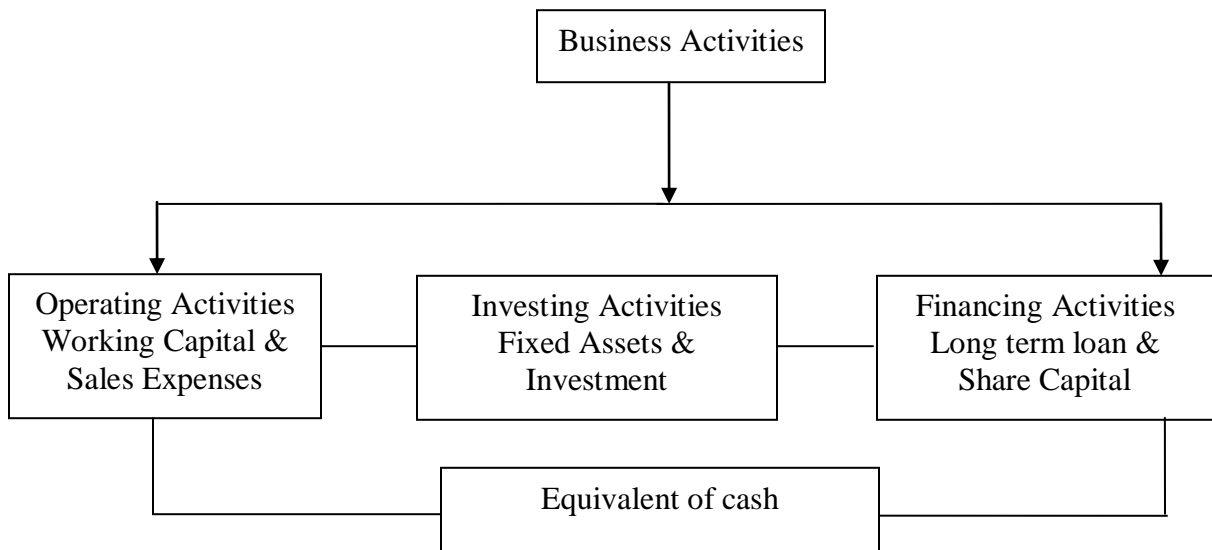 Business Activities
Operating Activities
Working Capital &
Sales Expenses
Investing Activities
Fixed Assets &
Investment
Financing Activities
Long term loan &
Share Capital
Equivalent of cash